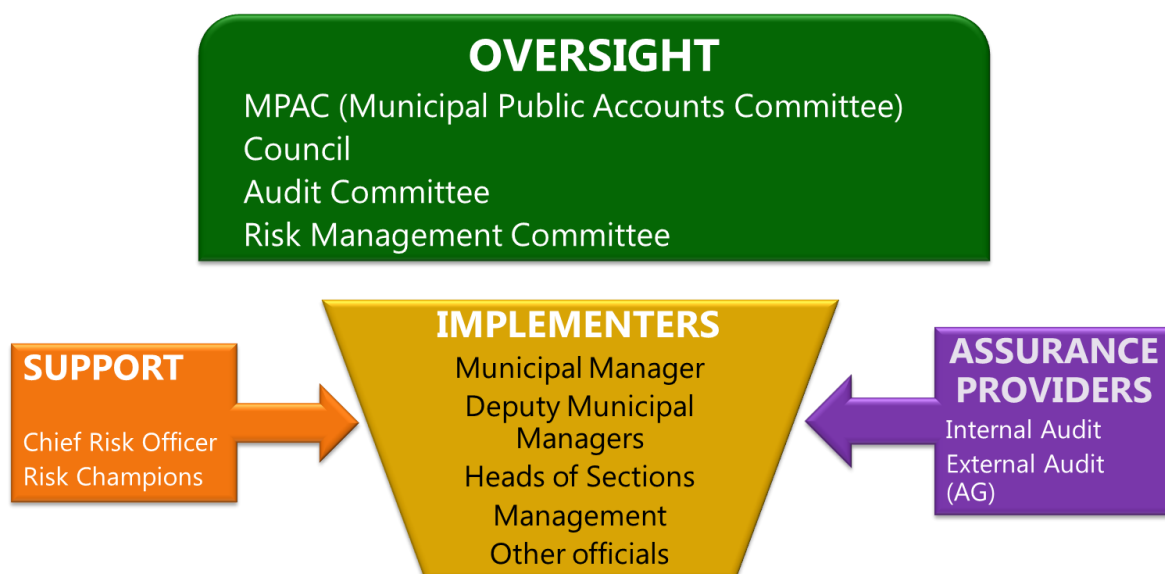 OVERSIGHT
MPAC (Municipal Public Accounts Committee)
Council
Audit Committee
Risk Management Committee
SUPPORT
Chief Risk Officer
Risk Champions
IMPLEMENTERS
Municipal Manager
Deputy Municipal
Managers
Heads of Sections
Management
Other officials
ASSURANCE
PROVIDERS
Internal Audit
External Audit
(AG)